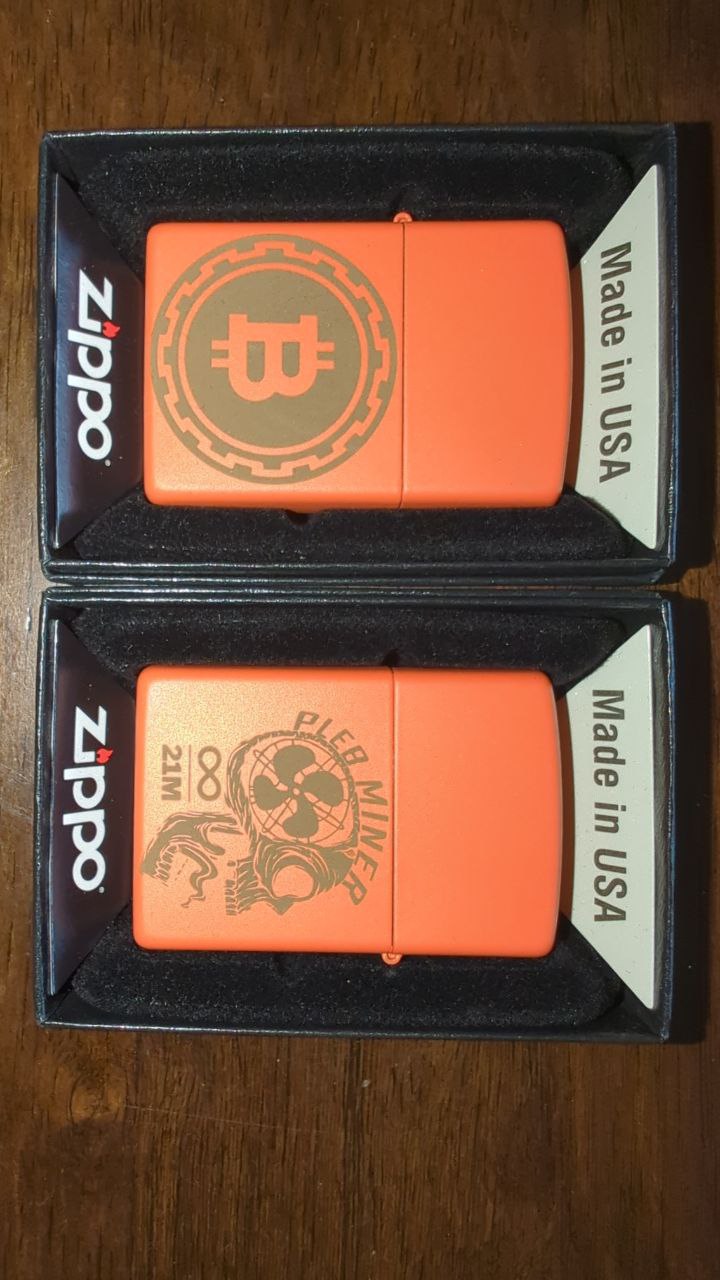 Made in USA
₿
zippo
Made in USA
PLEB MINER
∞
21M
zippo